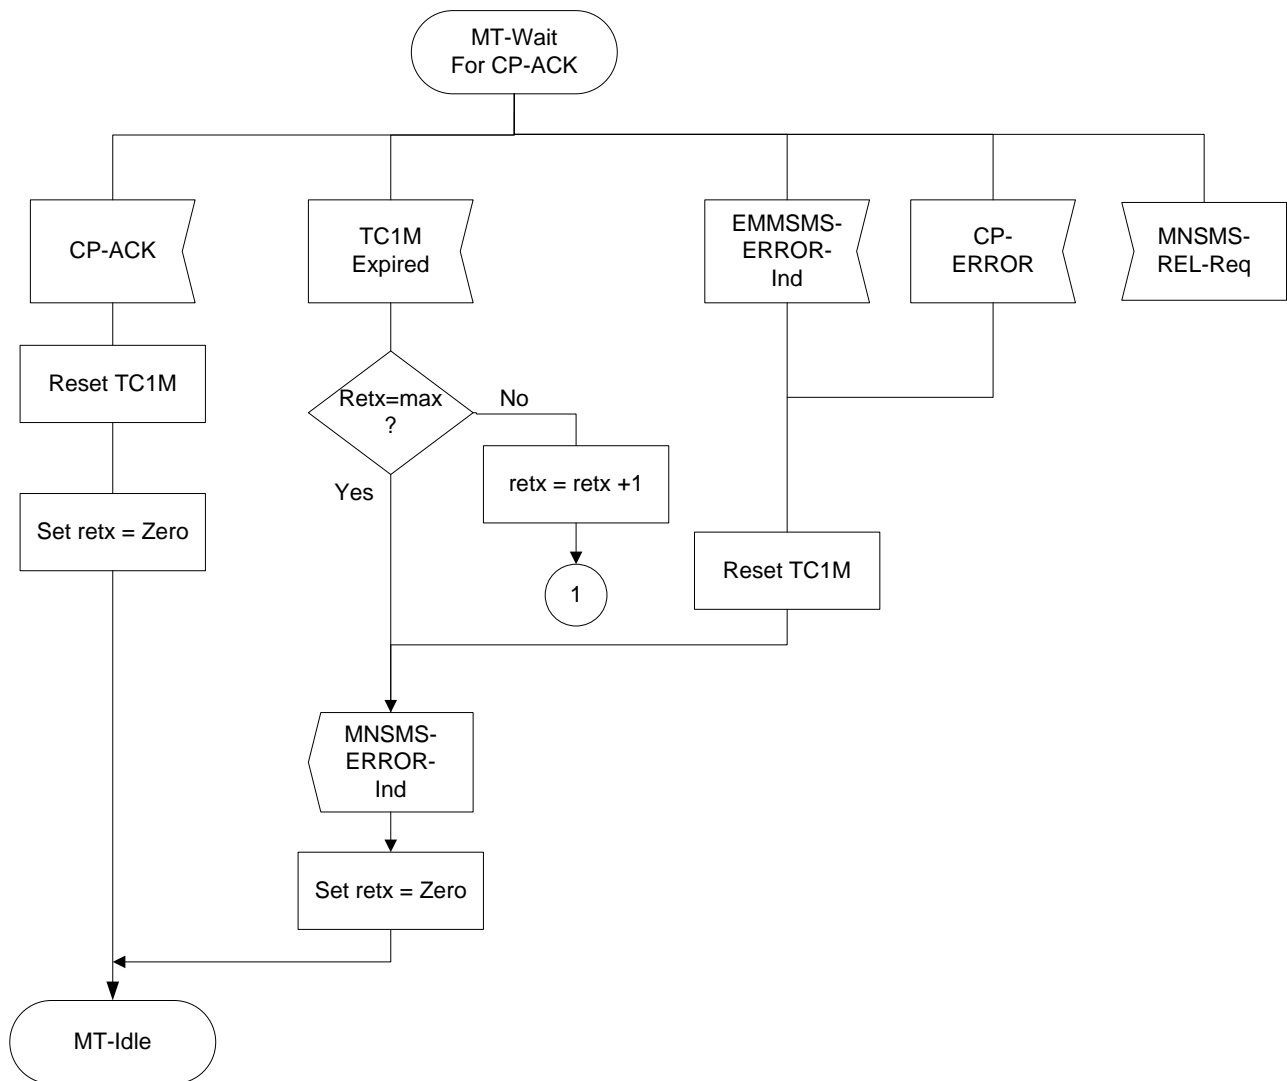 MT-Wait
For CP-ACK
CP-ACK
TC1M
Expired
EMMSMS-
ERROR-
Ind
CP-
ERROR
MNSMS-
REL-Req
Reset TC1M
Retx=max
?
No
Yes
retx = retx +1
Set retx = Zero
1
Reset TC1M
MNSMS-
ERROR-
Ind
Set retx = Zero
MT-Idle